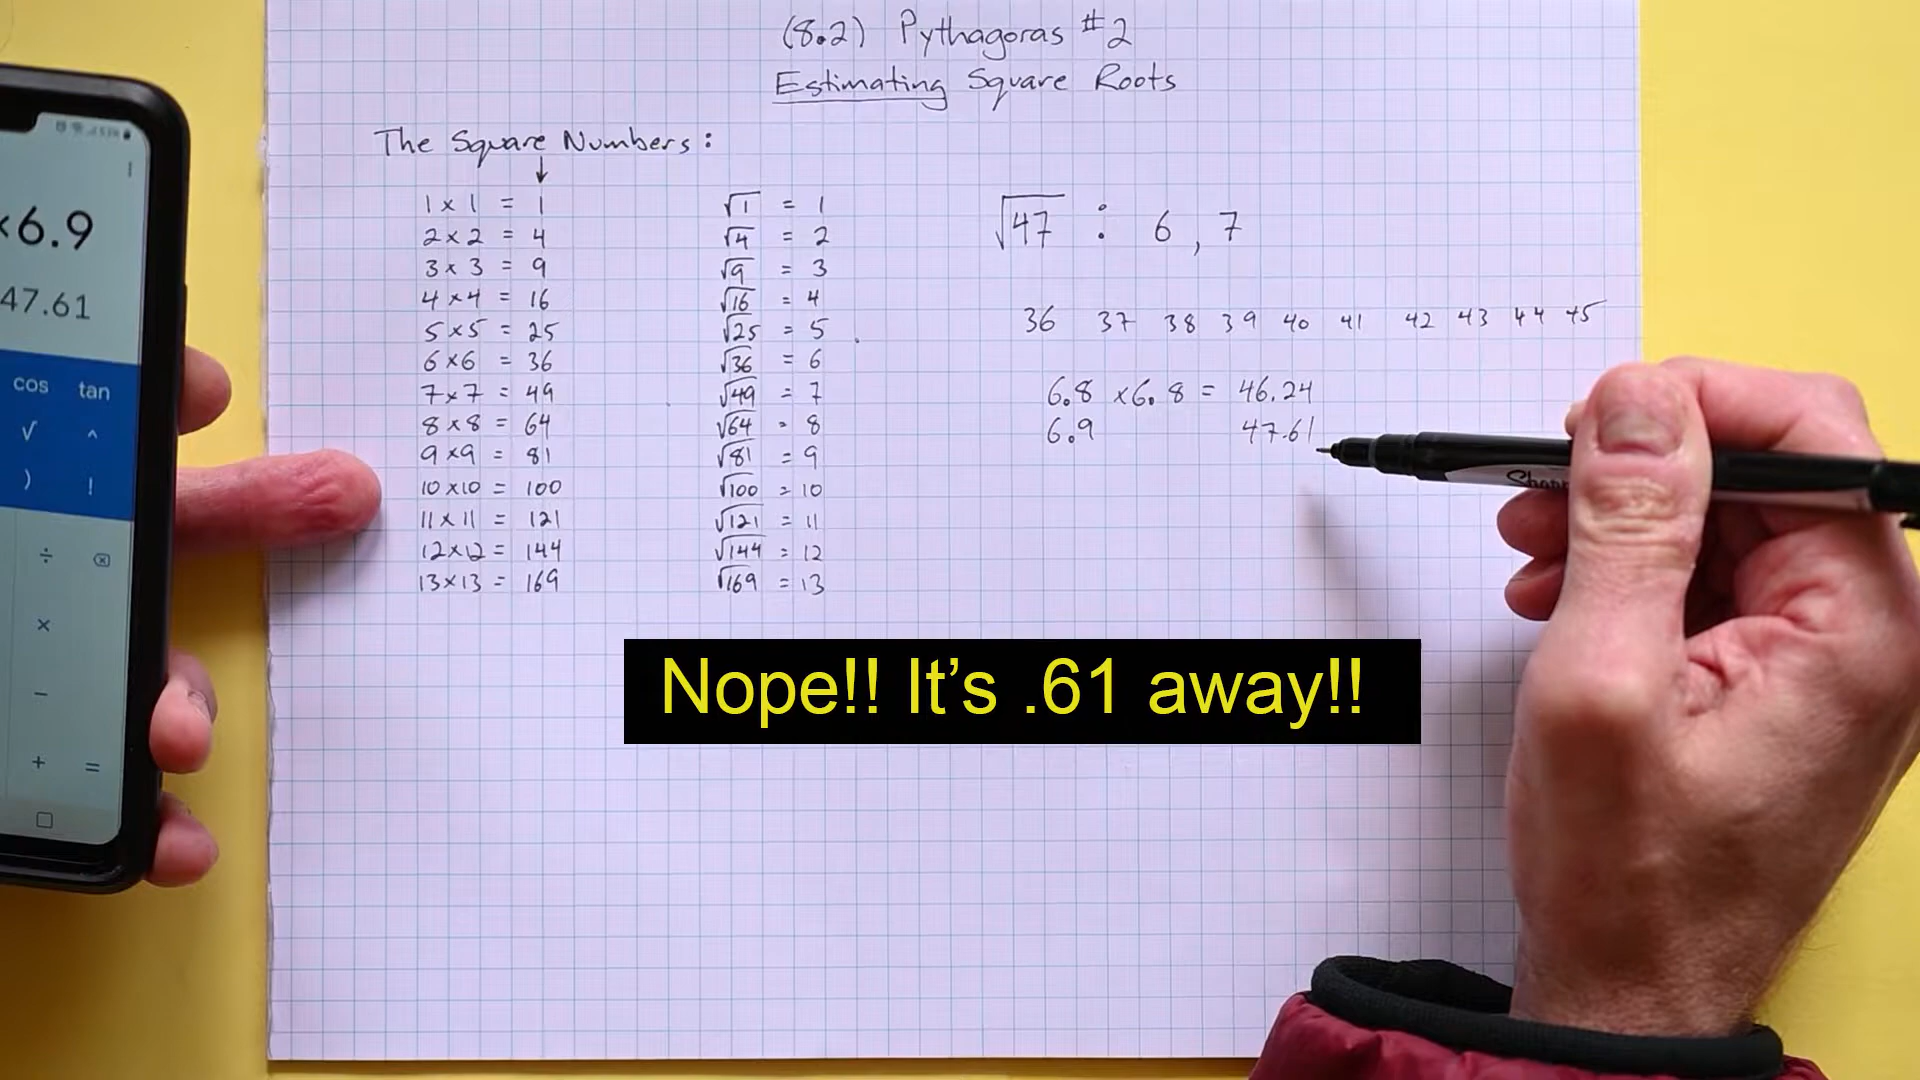 (8.2) Pythagoras #2
Estimating Square Roots
The Square Numbers:
1 x 1 = 1
2 x 2 = 4
3 x 3 = 9
4 x 4 = 16
5 x 5 = 25
6 x 6 = 36
7 x 7 = 49
8 x 8 = 64
9 x 9 = 81
10 x 10 = 100
11 x 11 = 121
12 x 12 = 144
13 x 13 = 169
√1 = 1
√4 = 2
√9 = 3
√16 = 4
√25 = 5
√36 = 6
√49 = 7
√64 = 8
√81 = 9
√100 = 10
√121 = 11
√144 = 12
√169 = 13
√47 : 6, 7
36 37 38 39 40 41 42 43 44 45
6.8 x 6.8 = 46.24
6.9 47.61
×6.9
47.61
cos tan
√ ^
) !
÷
×
−
+ =
Nope!! It’s .61 away!!